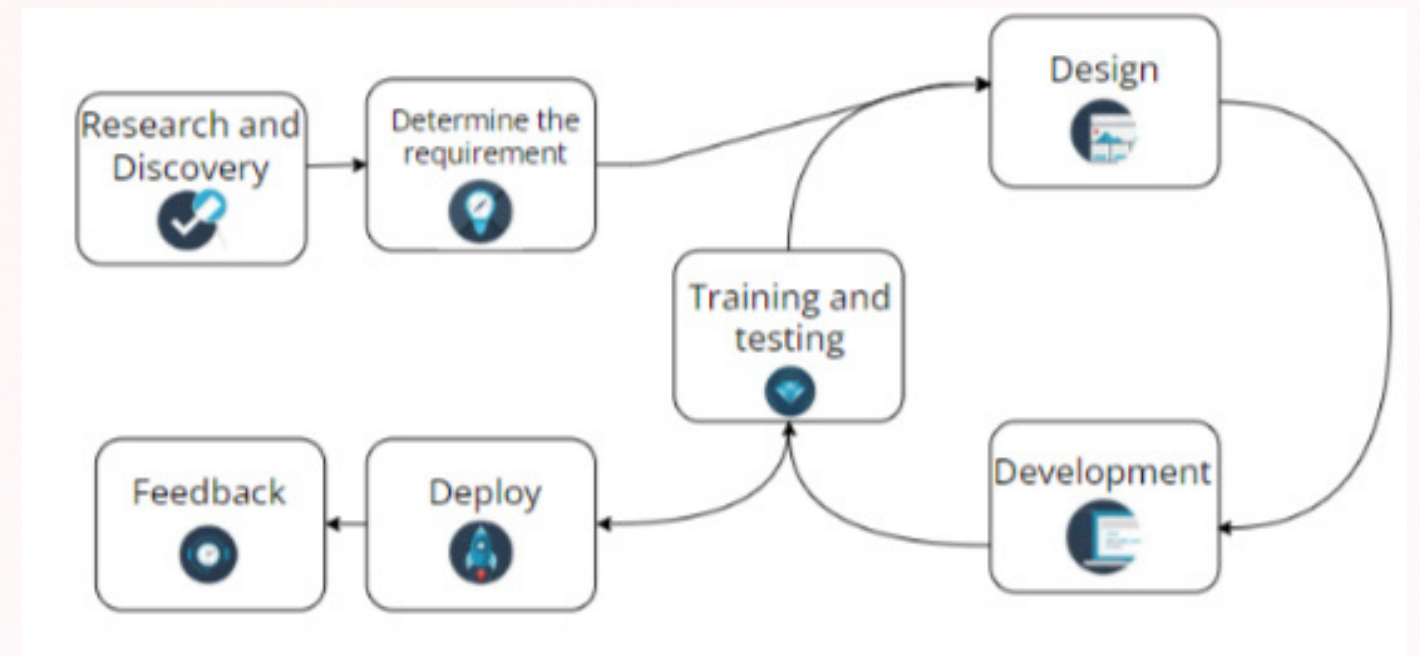 Research and
Discovery
Determine the
requirement
Design
Training and
testing
Development
Deploy
Feedback